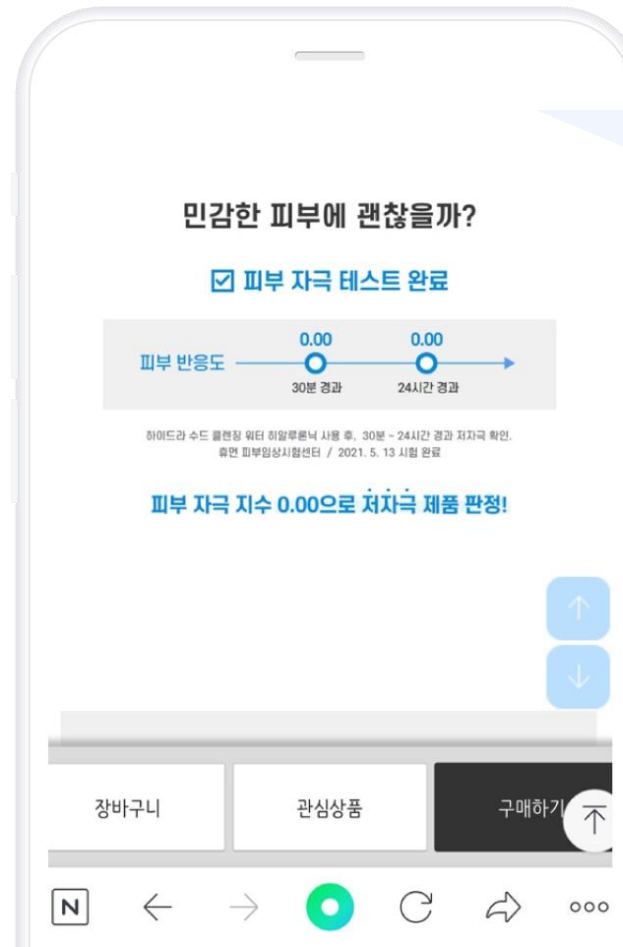 민감한 피부에 괜찮을까?
피부 자극 테스트 완료
0.00 0.00
피부 반응도
30분 경과 24시간 경과
하이드라 수드 클렌징 워터 히알루론닉 사용 후, 30분 ~ 24시간 경과 저자극 확인.
휴먼 피부임상시험센터 / 2021. 5. 13 시험 완료
피부 자극 지수 0.00으로 저자극 제품 판정!
장바구니 관심상품 구매하기
N